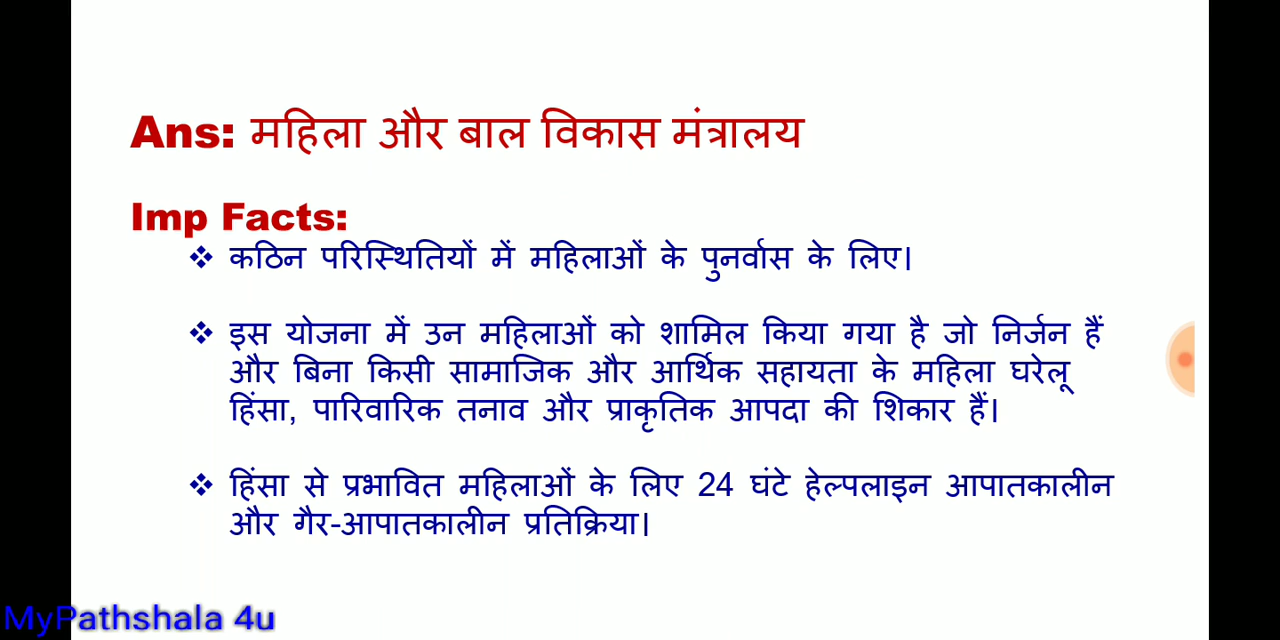 Ans: महिला और बाल विकास मंत्रालय
Imp Facts:
❖ कठिन परिस्थितियों में महिलाओं के पुनर्वास के लिए।
❖ इस योजना में उन महिलाओं को शामिल किया गया है जो निर्जन हैं
और बिना किसी सामाजिक और आर्थिक सहायता के महिला घरेलू
हिंसा, पारिवारिक तनाव और प्राकृतिक आपदा की शिकार हैं।
❖ हिंसा से प्रभावित महिलाओं के लिए 24 घंटे हेल्पलाइन आपातकालीन
और गैर-आपातकालीन प्रतिक्रिया।
MyPathshala 4u